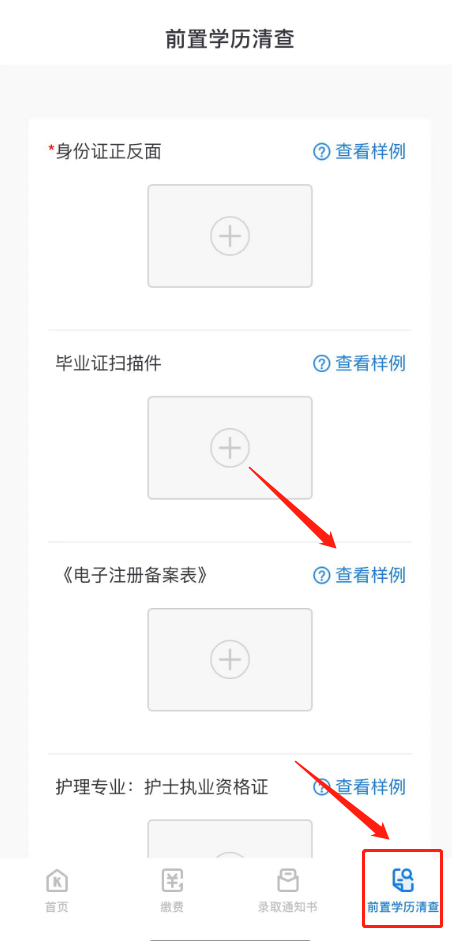 前置学历清查
*身份证正反面 查看样例
毕业证扫描件 查看样例
《电子注册备案表》 查看样例
护理专业：护士执业资格证 查看样例
首页 缴费 录取通知书 前置学历清查